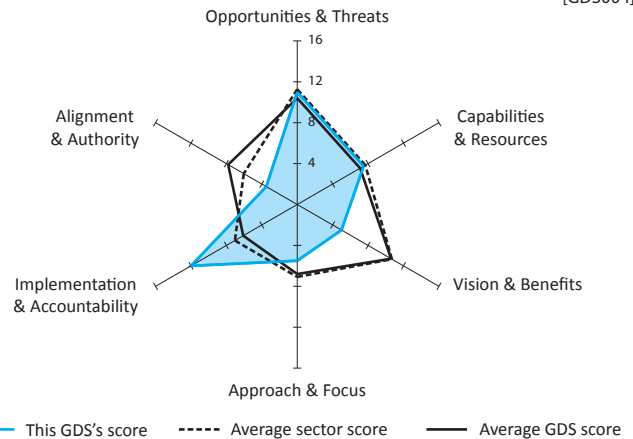 Opportunities & Threats
16
12
8
4
Alignment
& Authority
Capabilities
& Resources
Implementation
& Accountability
Vision & Benefits
Approach & Focus
This GDS's score
Average sector score
Average GDS score